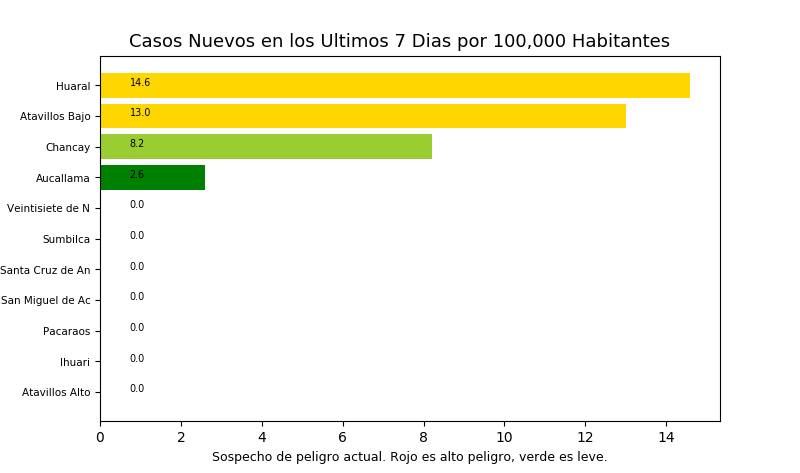 Casos Nuevos en los Ultimos 7 Dias por 100,000 Habitantes
Huaral 14.6
Atavillos Bajo 13.0
Chancay 8.2
Aucallama 2.6
Veintisiete de N 0.0
Sumbilca 0.0
Santa Cruz de An 0.0
San Miguel de Ac 0.0
Pacaraos 0.0
Ihuari 0.0
Atavillos Alto 0.0
0 2 4 6 8 10 12 14
Sospecho de peligro actual. Rojo es alto peligro, verde es leve.